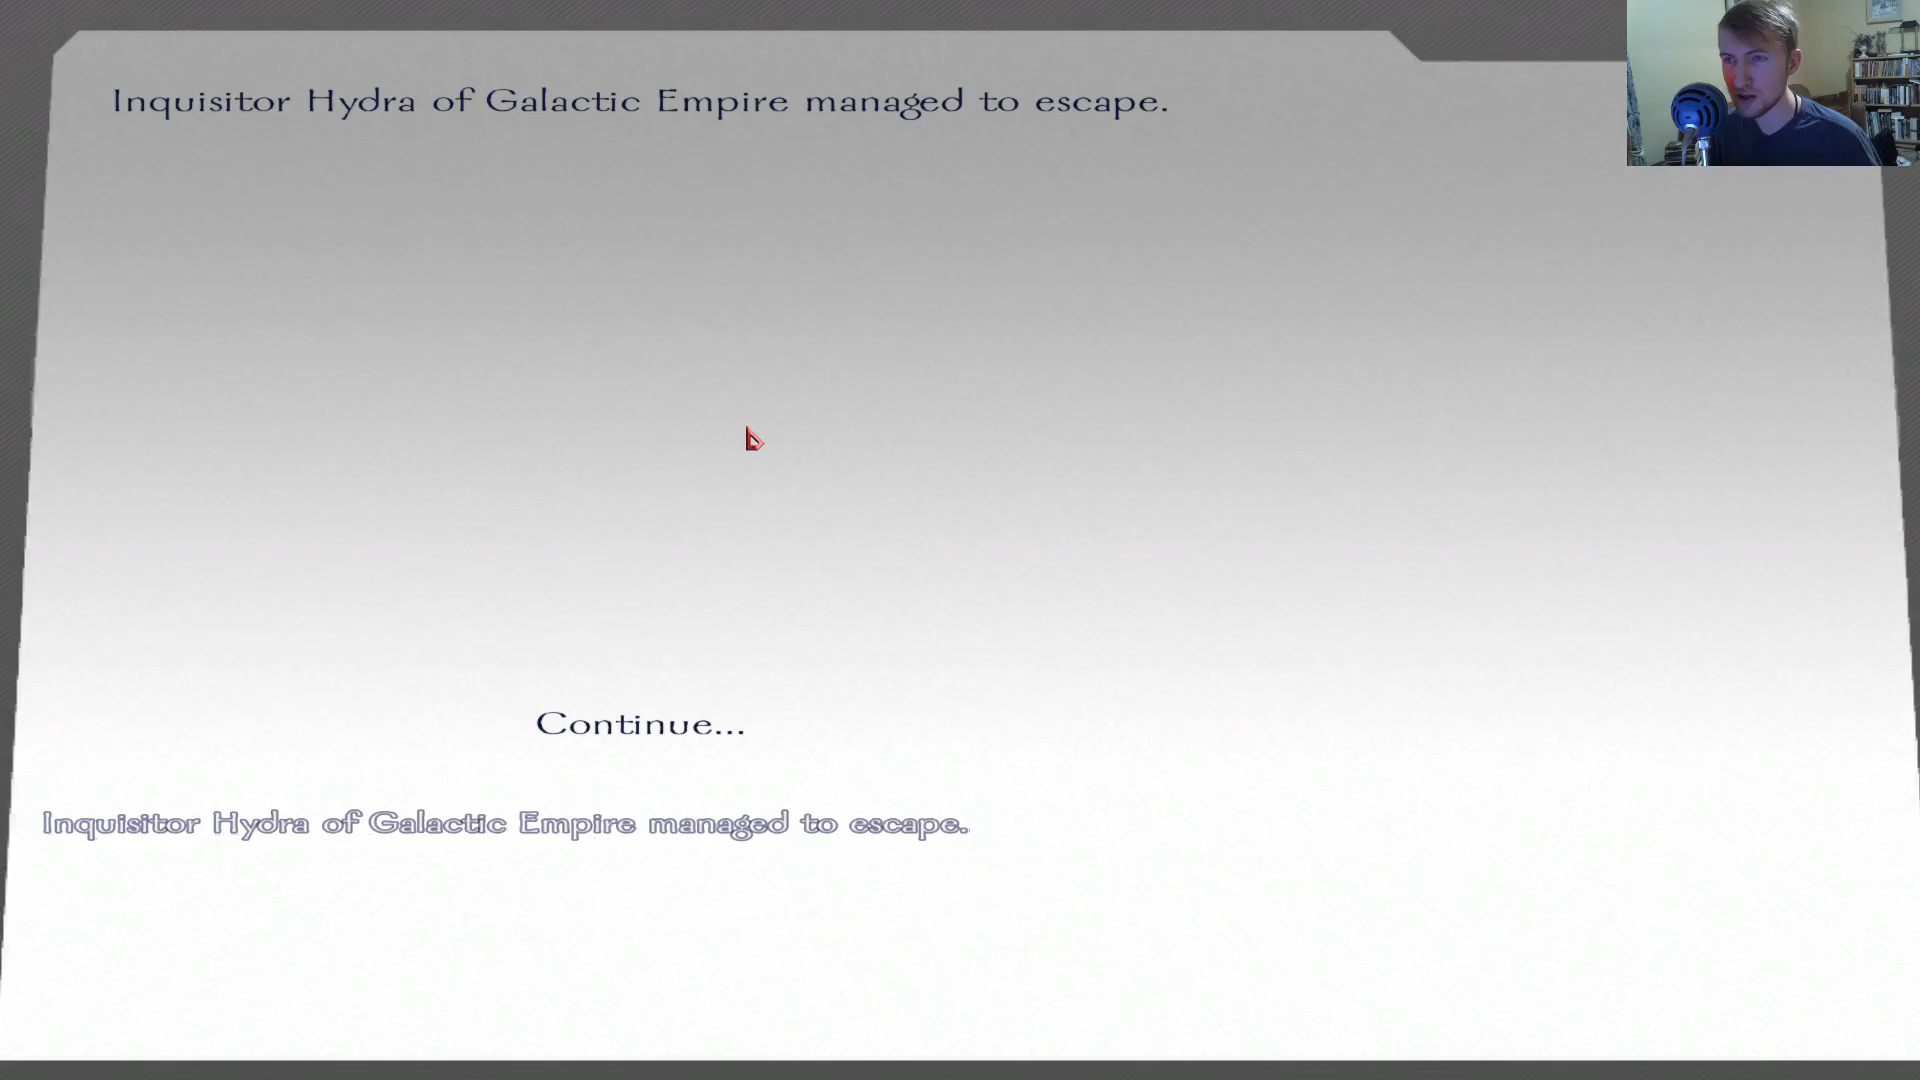 Inquisitor Hydra of Galactic Empire managed to escape.
Continue...
Inquisitor Hydra of Galactic Empire managed to escape.